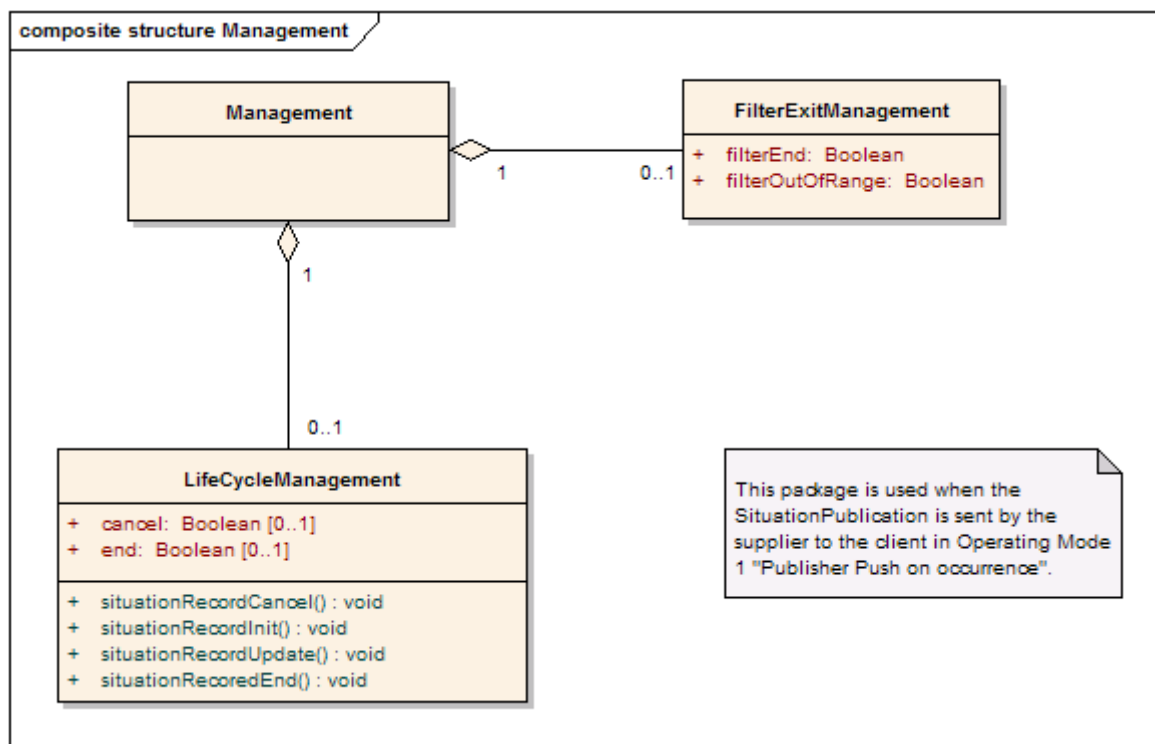 composite structure Management
Management
FilterExitManagement
+ filterEnd: Boolean
+ filterOutOfRange: Boolean
1
0..1
1
0..1
LifeCycleManagement
+ cancel: Boolean [0..1]
+ end: Boolean [0..1]
+ situationRecordCancel() : void
+ situationRecordInit() : void
+ situationRecordUpdate() : void
+ situationRecoredEnd() : void
This package is used when the
SituationPublication is sent by the
supplier to the client in Operating Mode
1 "Publisher Push on occurrence".